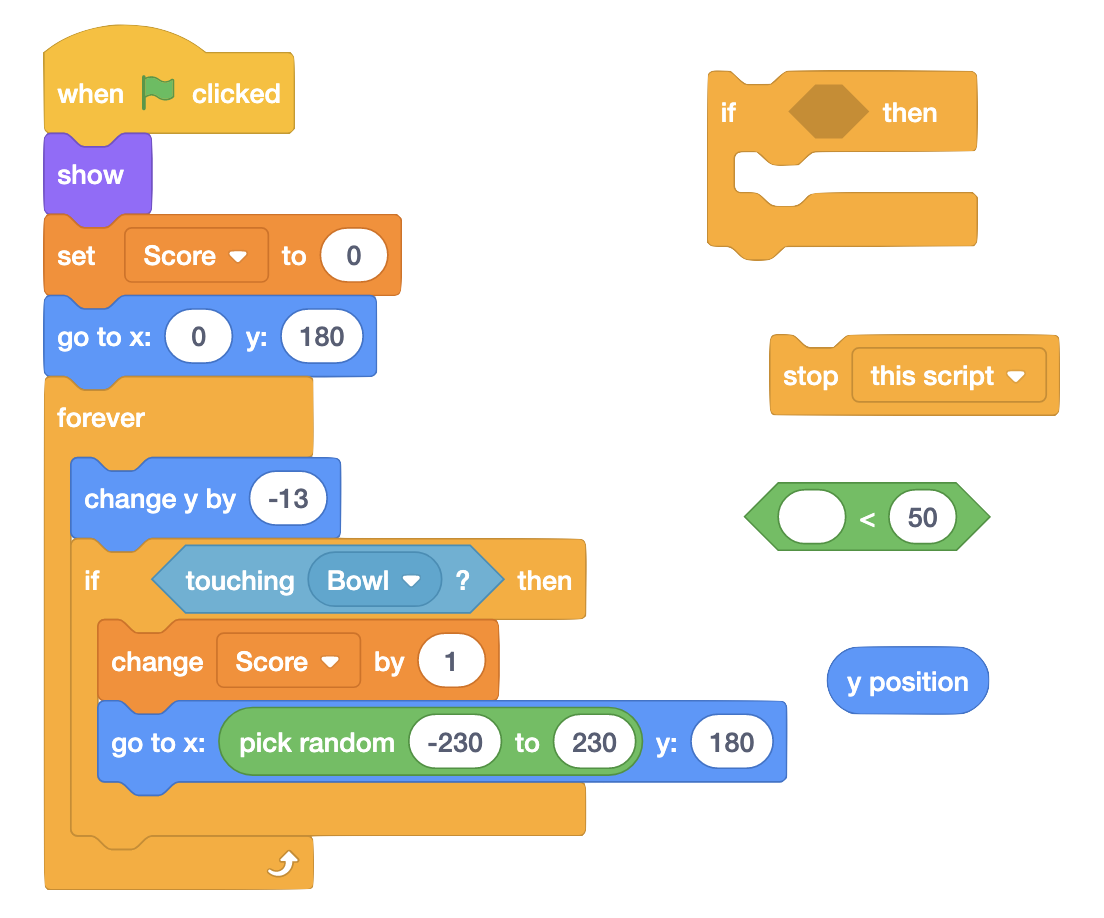 when clicked
show
set Score to 0
go to x: 0 y: 180
forever
change y by -13
if touching Bowl ? then
change Score by 1
go to x: pick random -230 to 230 y: 180
if then
stop this script
< 50
y position